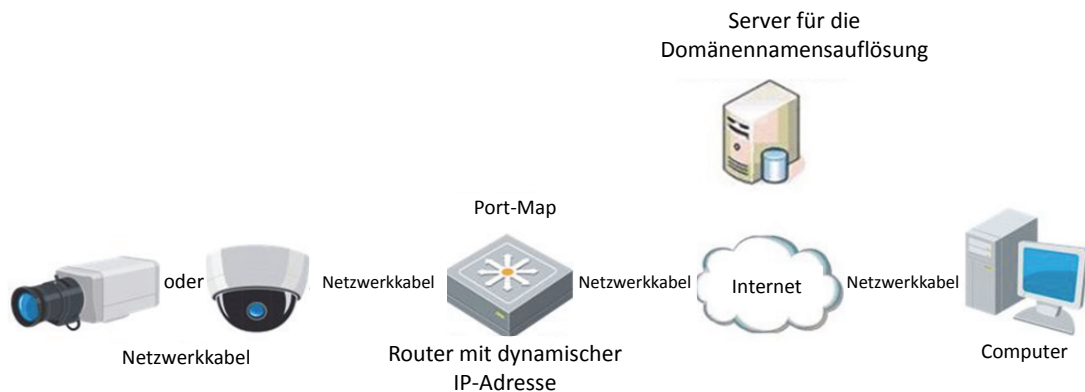 Server für die
Domänennamensauflösung
Port-Map
oder
Netzwerkkabel
Netzwerkkabel
Internet
Netzwerkkabel
Netzwerkkabel
Router mit dynamischer
IP-Adresse
Computer